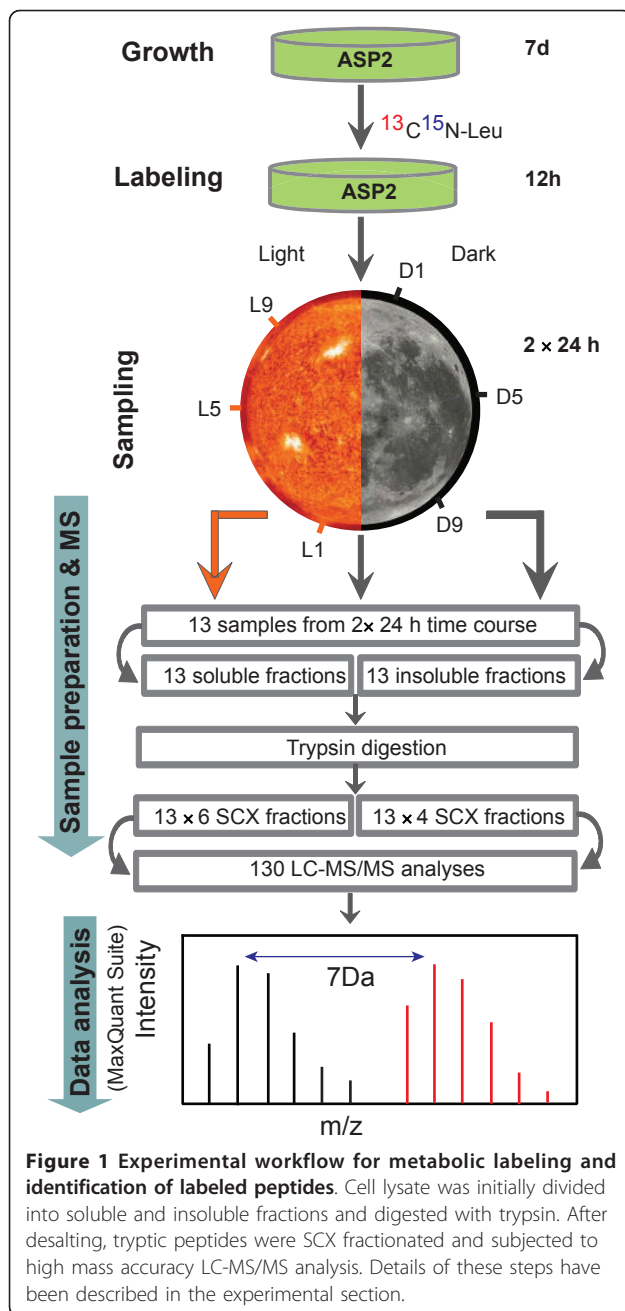 Growth
ASP2
7d
13C15N-Leu
Labeling
ASP2
12h
Light
Dark
D1
L9
2 × 24 h
Sampling
L5
D5
L1
D9
Sample preparation & MS
13 samples from 2× 24 h time course
13 soluble fractions
13 insoluble fractions
Trypsin digestion
13 × 6 SCX fractions
13 × 4 SCX fractions
130 LC-MS/MS analyses
Data analysis
(MaxQuant Suite)
Intensity
7Da
m/z
Figure 1 Experimental workflow for metabolic labeling and
identification of labeled peptides. Cell lysate was initially divided
into soluble and insoluble fractions and digested with trypsin. After
desalting, tryptic peptides were SCX fractionated and subjected to
high mass accuracy LC-MS/MS analysis. Details of these steps have
been described in the experimental section.